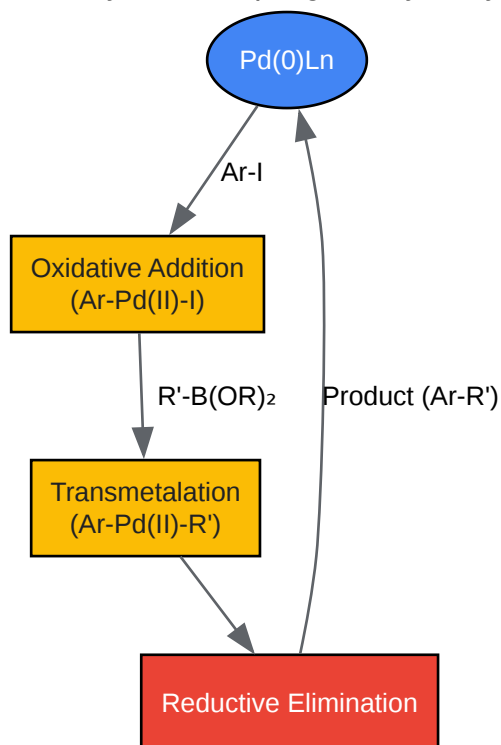 Pd(0)Ln
Ar-I
Oxidative Addition
(Ar-Pd(II)-I)
R'-B(OR)₂
Product (Ar-R')
Transmetalation
(Ar-Pd(II)-R')
Reductive Elimination